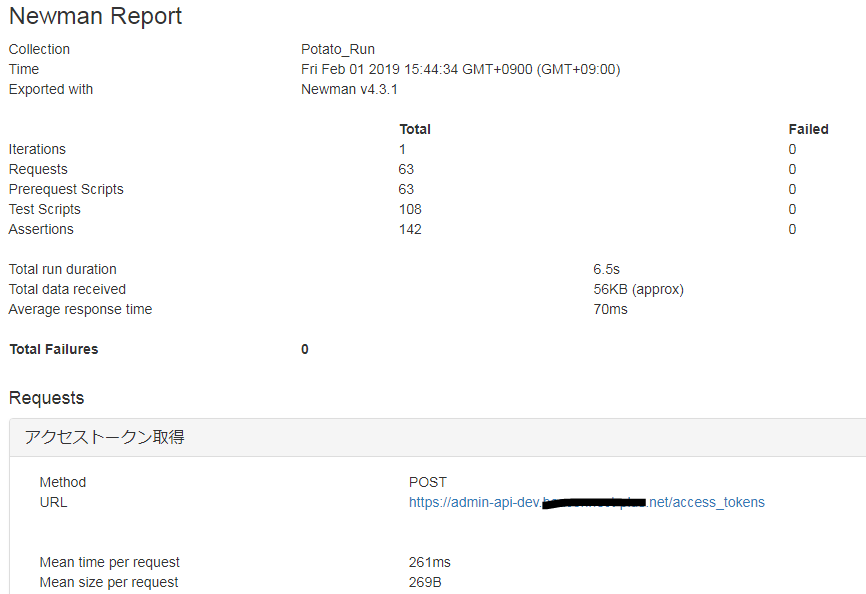 Newman Report
Collection Potato_Run
Time Fri Feb 01 2019 15:44:34 GMT+0900 (GMT+09:00)
Exported with Newman v4.3.1
Total Failed
Iterations 1 0
Requests 63 0
Prerequest Scripts 63 0
Test Scripts 108 0
Assertions 142 0
Total run duration 6.5s
Total data received 56KB (approx)
Average response time 70ms
Total Failures 0
Requests
アクセストークン取得
Method POST
URL https://admin-api-dev. .net/access_tokens
Mean time per request 261ms
Mean size per request 269B